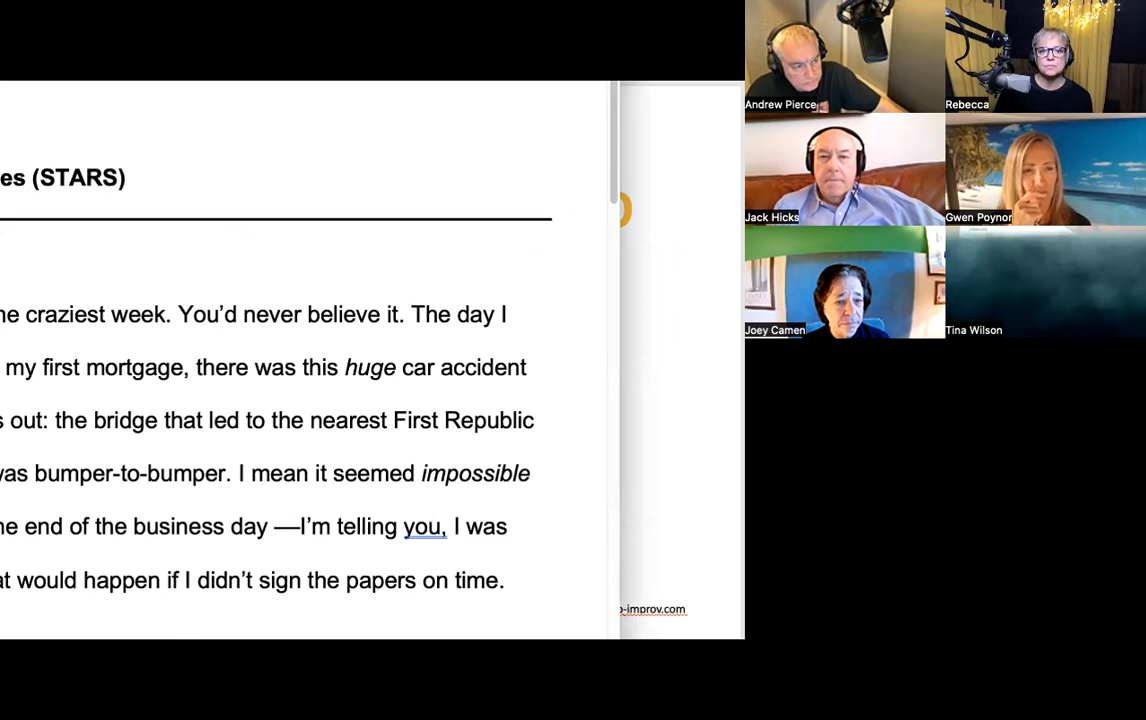 es (STARS)
ne craziest week. You’d never believe it. The day I
my first mortgage, there was this huge car accident
s out: the bridge that led to the nearest First Republic
was bumper-to-bumper. I mean it seemed impossible
ne end of the business day —I’m telling you, I was
at would happen if I didn’t sign the papers on time.
o-improv.com
Andrew Pierce
Rebecca
Jack Hicks
Gwen Poynor
Joey Camen
Tina Wilson